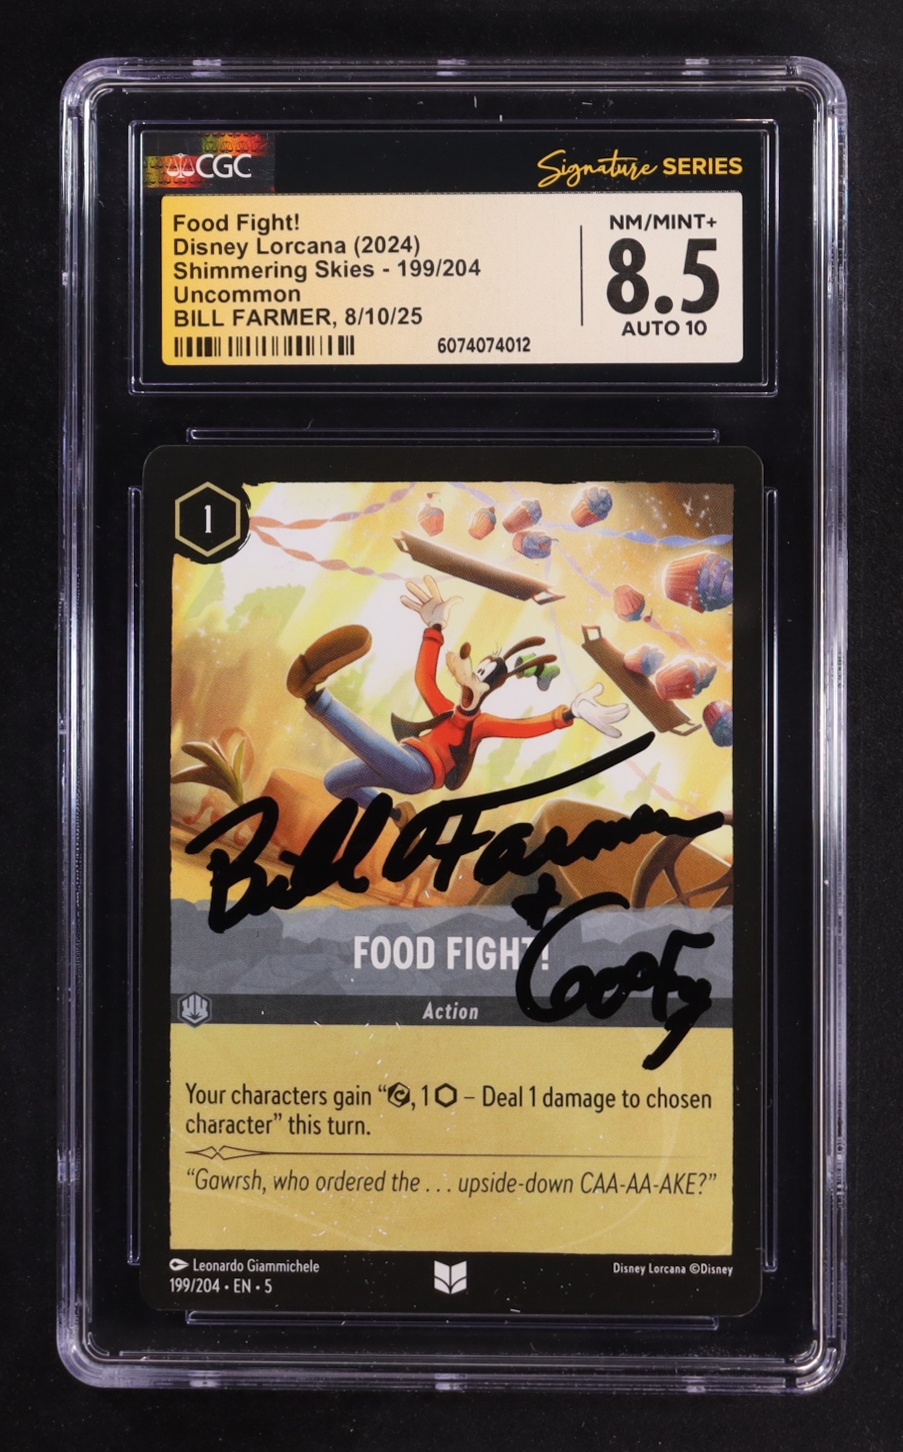 CGC
Signature SERIES
Food Fight!
Disney Lorcana (2024)
Shimmering Skies - 199/204
Uncommon
BILL FARMER, 8/10/25
6074074012
NM/MINT+
8.5
AUTO 10
1
Bill Farmer
+
Goofy
FOOD FIGHT!
Action
Your characters gain “, 1 – Deal 1 damage to chosen
character” this turn.
“Gawrsh, who ordered the . . . upside-down CAA-AA-AKE?”
Leonardo Giammichele
199/204 • EN • 5
Disney Lorcana ©Disney